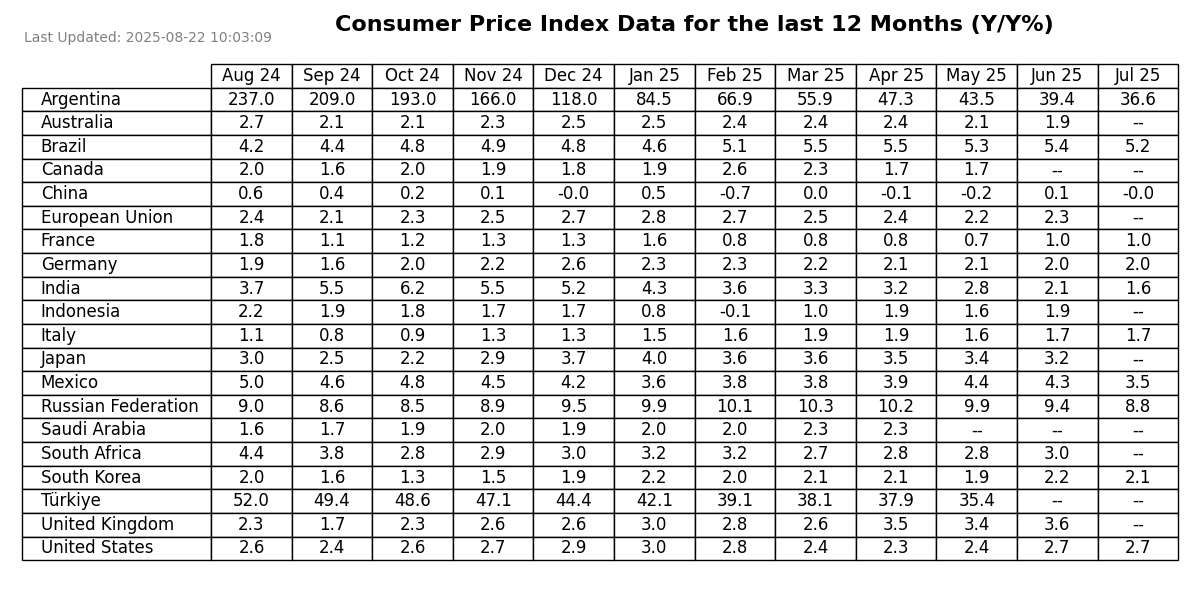 Consumer Price Index Data for the last 12 Months (Y/Y%)
Last Updated: 2025-08-22 10:03:09
Aug 24 Sep 24 Oct 24 Nov 24 Dec 24 Jan 25 Feb 25 Mar 25 Apr 25 May 25 Jun 25 Jul 25
Argentina 237.0 209.0 193.0 166.0 118.0 84.5 66.9 55.9 47.3 43.5 39.4 36.6
Australia 2.7 2.1 2.1 2.3 2.5 2.5 2.4 2.4 2.4 2.1 1.9 --
Brazil 4.2 4.4 4.8 4.9 4.8 4.6 5.1 5.5 5.5 5.3 5.4 5.2
Canada 2.0 1.6 2.0 1.9 1.8 1.9 2.6 2.3 1.7 1.7 -- --
China 0.6 0.4 0.2 0.1 -0.0 0.5 -0.7 0.0 -0.1 -0.2 0.1 -0.0
European Union 2.4 2.1 2.3 2.5 2.7 2.8 2.7 2.5 2.4 2.2 2.3 --
France 1.8 1.1 1.2 1.3 1.3 1.6 0.8 0.8 0.8 0.7 1.0 1.0
Germany 1.9 1.6 2.0 2.2 2.6 2.3 2.3 2.2 2.1 2.1 2.0 2.0
India 3.7 5.5 6.2 5.5 5.2 4.3 3.6 3.3 3.2 2.8 2.1 1.6
Indonesia 2.2 1.9 1.8 1.7 1.7 0.8 -0.1 1.0 1.9 1.6 1.9 --
Italy 1.1 0.8 0.9 1.3 1.3 1.5 1.6 1.9 1.9 1.6 1.7 1.7
Japan 3.0 2.5 2.2 2.9 3.7 4.0 3.6 3.6 3.5 3.4 3.2 --
Mexico 5.0 4.6 4.8 4.5 4.2 3.6 3.8 3.8 3.9 4.4 4.3 3.5
Russian Federation 9.0 8.6 8.5 8.9 9.5 9.9 10.1 10.3 10.2 9.9 9.4 8.8
Saudi Arabia 1.6 1.7 1.9 2.0 1.9 2.0 2.0 2.3 2.3 -- -- --
South Africa 4.4 3.8 2.8 2.9 3.0 3.2 3.2 2.7 2.8 2.8 3.0 --
South Korea 2.0 1.6 1.3 1.5 1.9 2.2 2.0 2.1 2.1 1.9 2.2 2.1
Türkiye 52.0 49.4 48.6 47.1 44.4 42.1 39.1 38.1 37.9 35.4 -- --
United Kingdom 2.3 1.7 2.3 2.6 2.6 3.0 2.8 2.6 3.5 3.4 3.6 --
United States 2.6 2.4 2.6 2.7 2.9 3.0 2.8 2.4 2.3 2.4 2.7 2.7